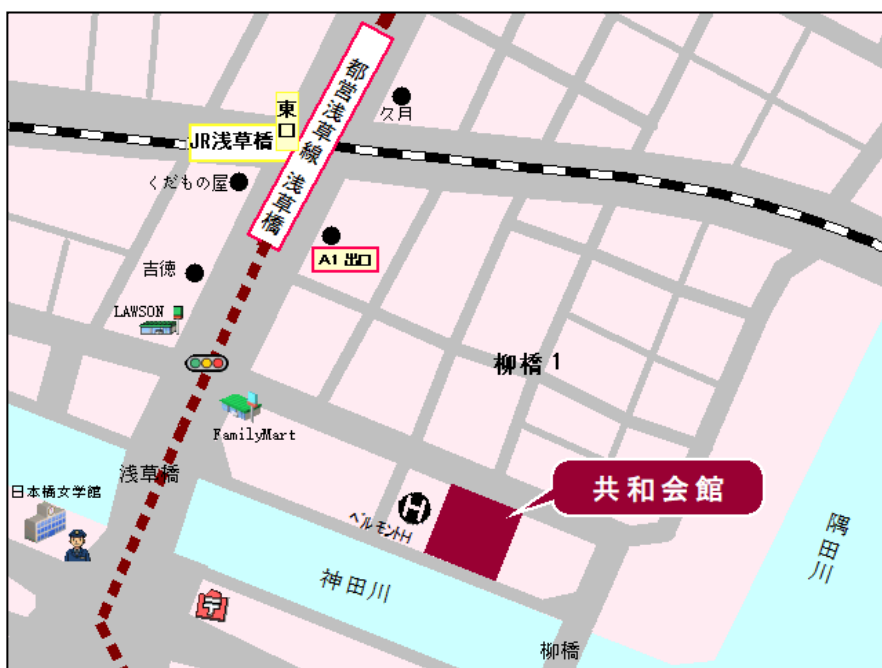 都営浅草線 浅草橋
東口
JR浅草橋
久月
くだもの屋
A1 出口
吉徳
LAWSON
柳橋1
FamilyMart
浅草橋
共和会館
日本橋文学館
ベルモントH
H
隅田川
神田川
〒
柳橋